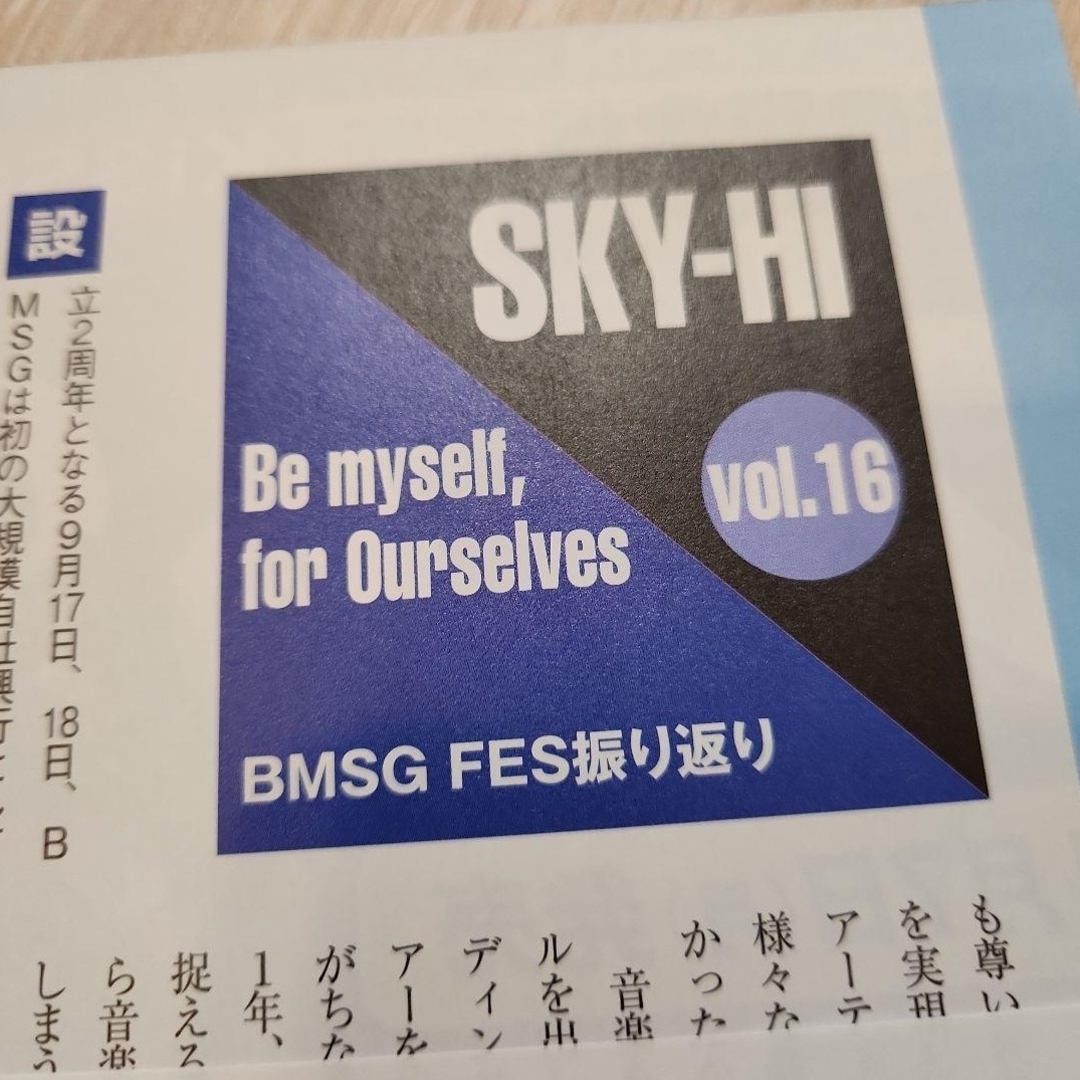 SKY-HI
vol.16
Be myself,
for Ourselves
BMSG FES振り返り
設
立2周年となる9月17日、18日、B
MSGは初の大規模自社興行
も尊い
を実現
アーテ
様々な
かった
音楽
ルを出
ディン
アーを
がちな
1年、
捉える
ら音楽
しまう